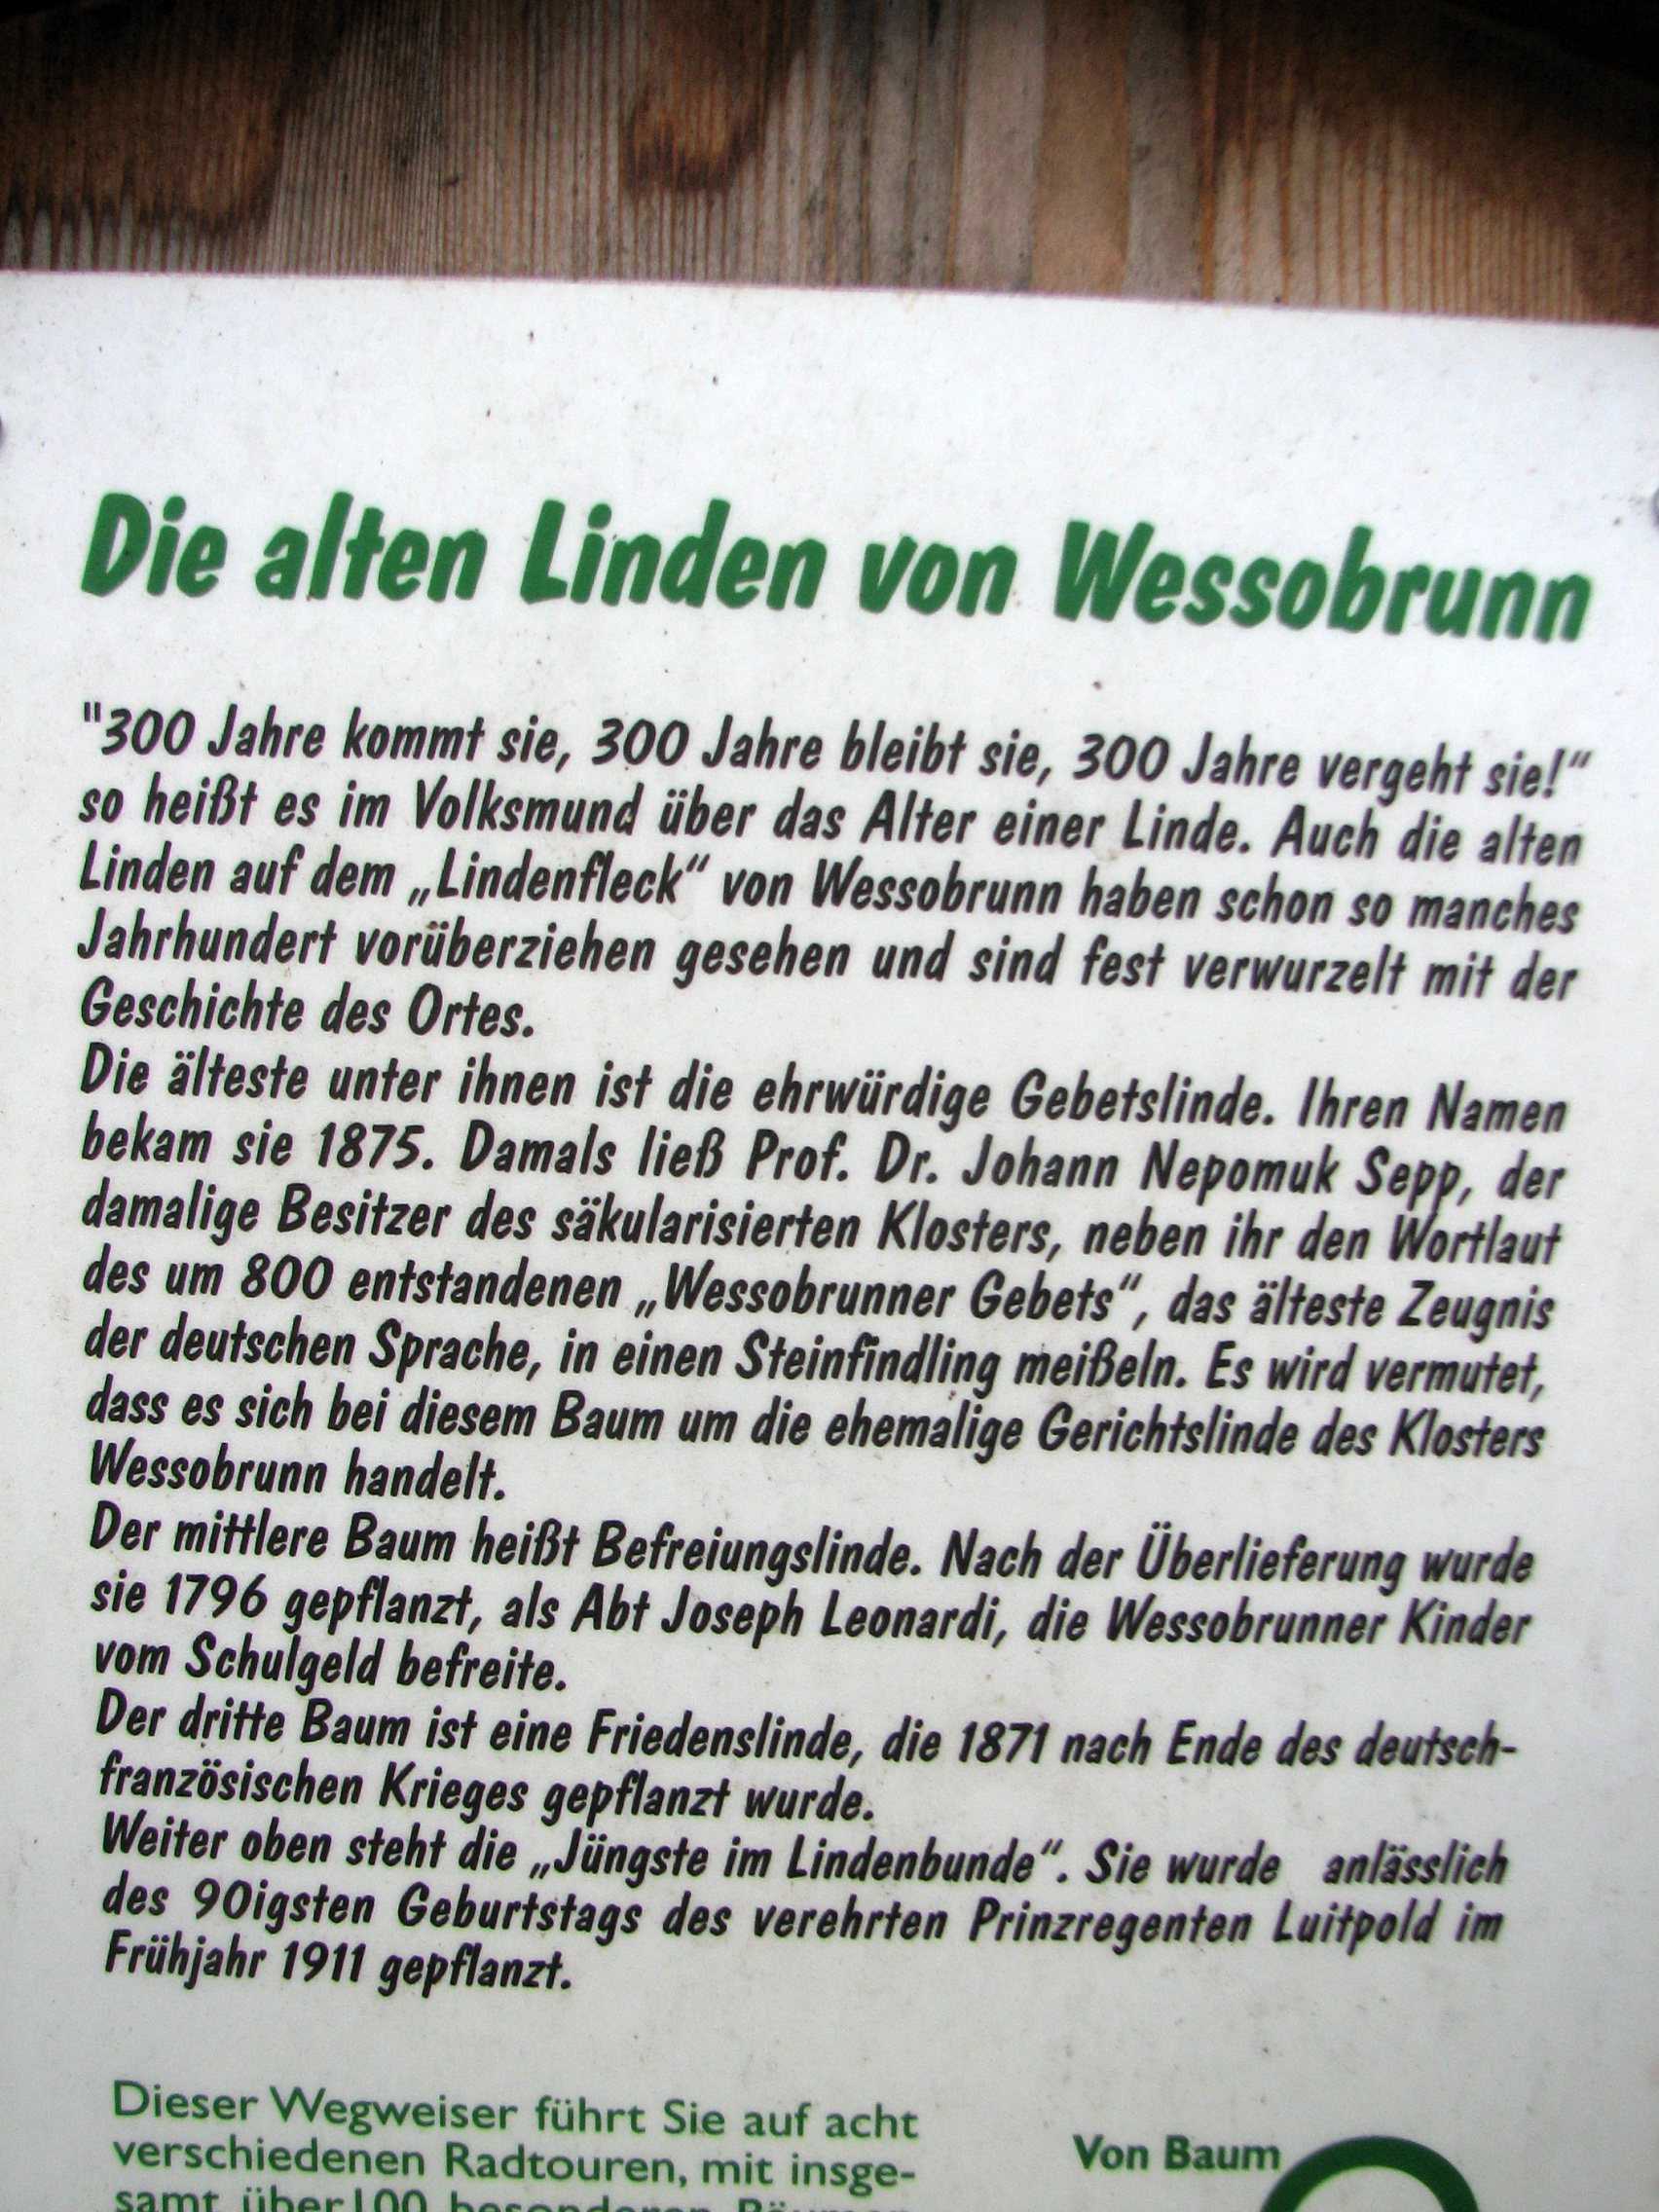 Die alten Linden von Wessobrunn
"300 Jahre kommt sie, 300 Jahre bleibt sie, 300 Jahre vergeht sie!“
so heißt es im Volksmund über das Alter einer Linde. Auch die alten
Linden auf dem „Lindenfleck“ von Wessobrunn haben schon so manches
Jahrhundert vorüberziehen gesehen und sind fest verwurzelt mit der
Geschichte des Ortes.
Die älteste unter ihnen ist die ehrwürdige Gebetslinde. Ihren Namen
bekam sie 1875. Damals ließ Prof. Dr. Johann Nepomuk Sepp, der
damalige Besitzer des säkularisierten Klosters, neben ihr den Wortlaut
des um 800 entstandenen „Wessobrunner Gebets“, das älteste Zeugnis
der deutschen Sprache, in einen Steinfindling meißeln. Es wird vermutet,
dass es sich bei diesem Baum um die ehemalige Gerichtslinde des Klosters
Wessobrunn handelt.
Der mittlere Baum heißt Befreiungslinde. Nach der Überlieferung wurde
sie 1796 gepflanzt, als Abt Joseph Leonardi, die Wessobrunner Kinder
vom Schulgeld befreite.
Der dritte Baum ist eine Friedenslinde, die 1871 nach Ende des deutsch-
französischen Krieges gepflanzt wurde.
Weiter oben steht die „Jüngste im Lindenbunde“. Sie wurde anlässlich
des 90igsten Geburtstags des verehrten Prinzregenten Luitpold im
Frühjahr 1911 gepflanzt.
Dieser Wegweiser führt Sie auf acht
verschiedenen Radtouren, mit insge-
samt über 100 besonderen Bäumen
Von Baum